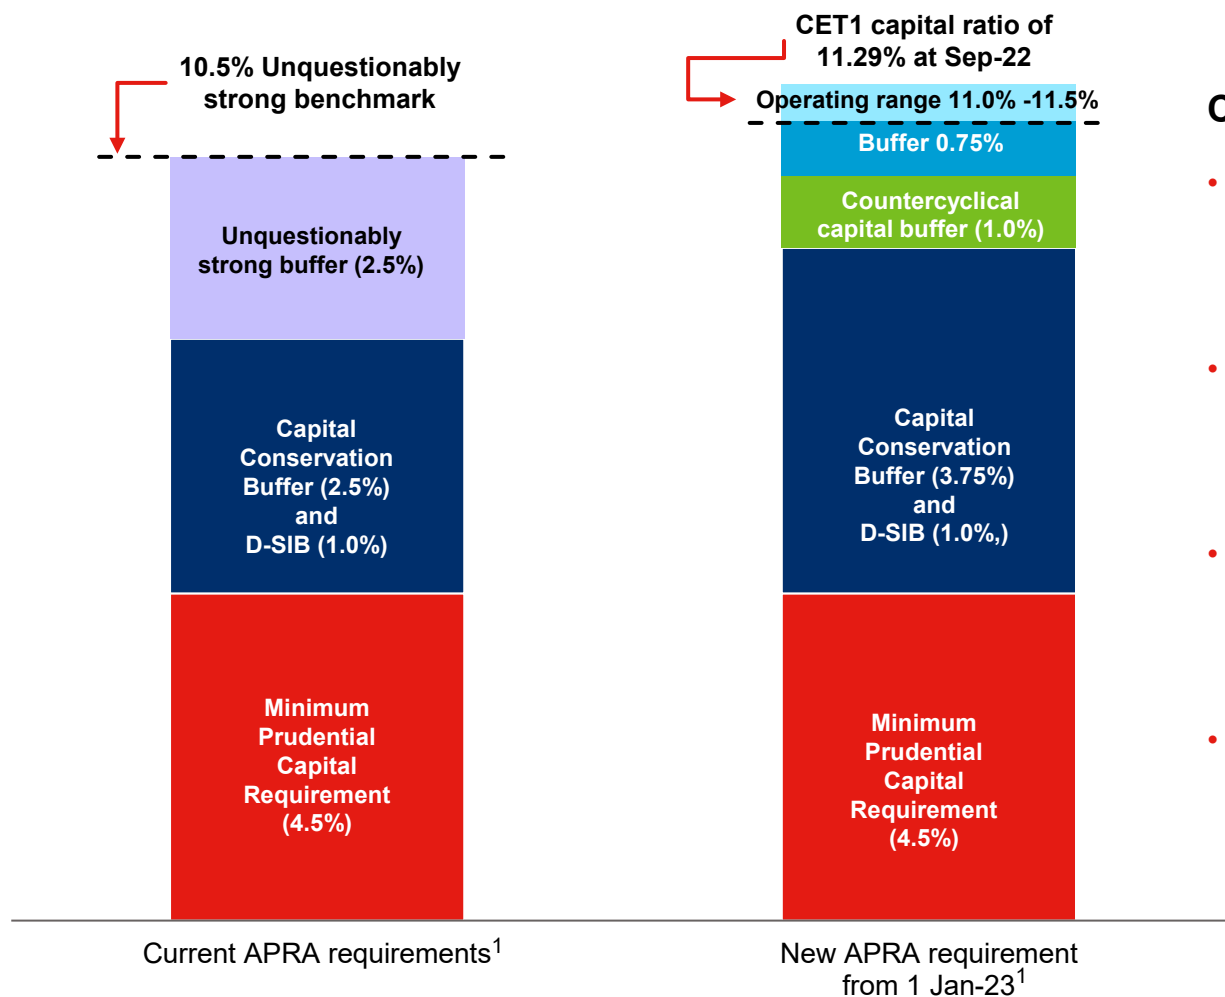 10.5% Unquestionably
strong benchmark
Unquestionably
strong buffer (2.5%)
Capital
Conservation
Buffer (2.5%)
and
D-SIB (1.0%)
Minimum
Prudential
Capital
Requirement
(4.5%)
Current APRA requirements1
CET1 capital ratio of
11.29% at Sep-22
Operating range 11.0% -11.5%
Buffer 0.75%
Countercyclical
capital buffer (1.0%)
Capital
Conservation
Buffer (3.75%)
and
D-SIB (1.0%,)
Minimum
Prudential
Capital
Requirement
(4.5%)
New APRA requirement
from 1 Jan-231